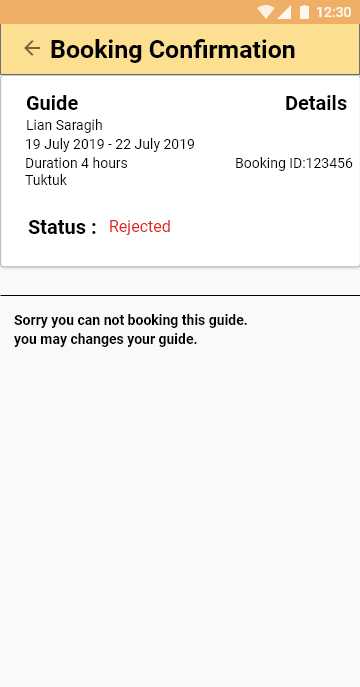 12:30
Booking Confirmation
Guide Details
Lian Saragih
19 July 2019 - 22 July 2019
Duration 4 hours Booking ID:123456
Tuktuk
Status : Rejected
Sorry you can not booking this guide.
you may changes your guide.